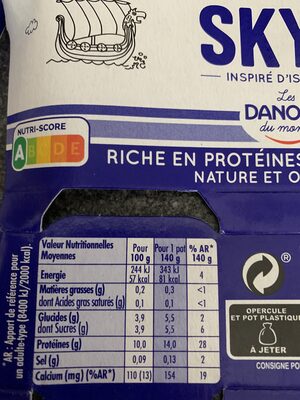 SKY
INSPIRÉ D'IS
Les
DANO
du mon
NUTRI-SCORE
A B C D E
RICHE EN PROTÉINES
NATURE ET O
Valeur Nutritionnelles Moyennes Pour 100 g Pour 1 pot 140 g %AR* 140 g
Energie 244 kJ 57 kcal 343 kJ 81 kcal 4
Matières grasses (g) 0,2 0,3 <1
dont Acides gras saturés (g) 0,1 0,1 <1
Glucides (g) 3,9 5,5 2
dont Sucres (g) 3,9 5,5 6
Protéines (g) 10,0 14,0 28
Sel (g) 0,09 0,13 2
Calcium (mg) (%AR*) 110 (13) 154 19
*AR : Apport de référence pour
un adulte-type (8400 kJ/2000 kcal).
OPERCULE
ET POT PLASTIQU
À JETER
CONSIGNE PO